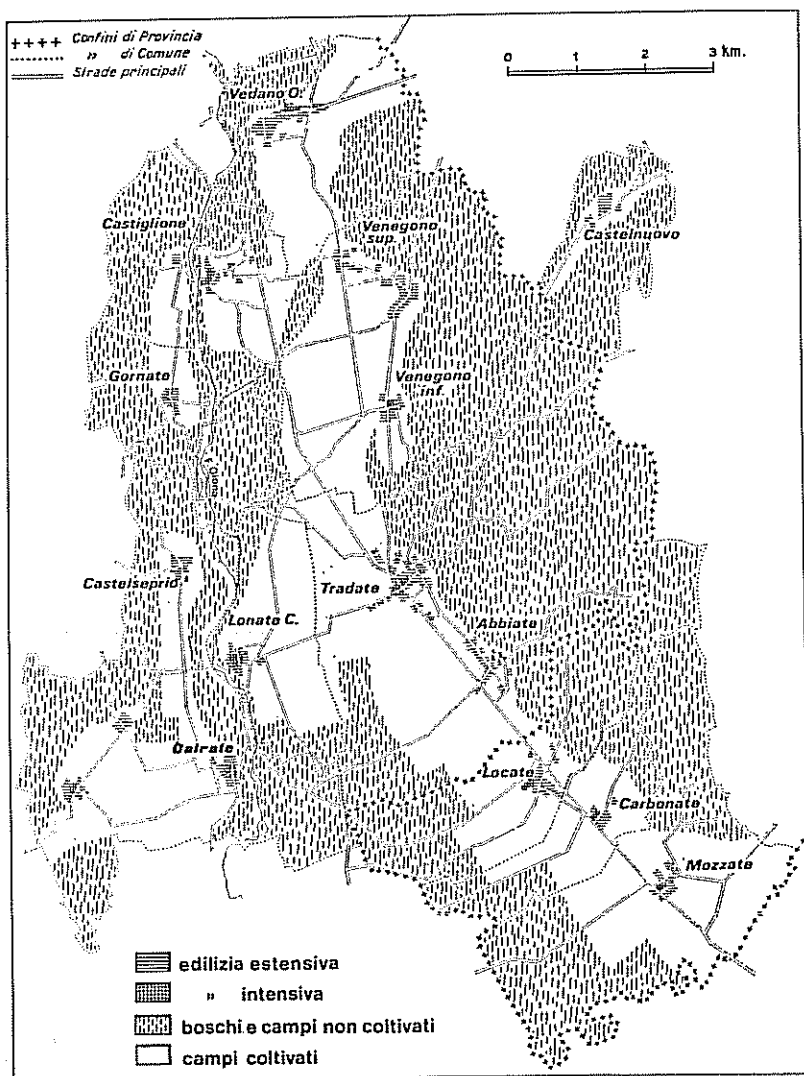 ++++ Confini di Provincia
........ » di Comune
Strade principali
0 1 2 3 km.
Vedano O.
Castiglione
Venegono
sup.
Castelnuovo
Gornate
Venegono
inf.
Olona
Castelseprio
Tradate
Lonate C.
Abbiate
Cairate
Locate
Carbonate
Mozzate
edilizia estensiva
» intensiva
boschi e campi non coltivati
campi coltivati